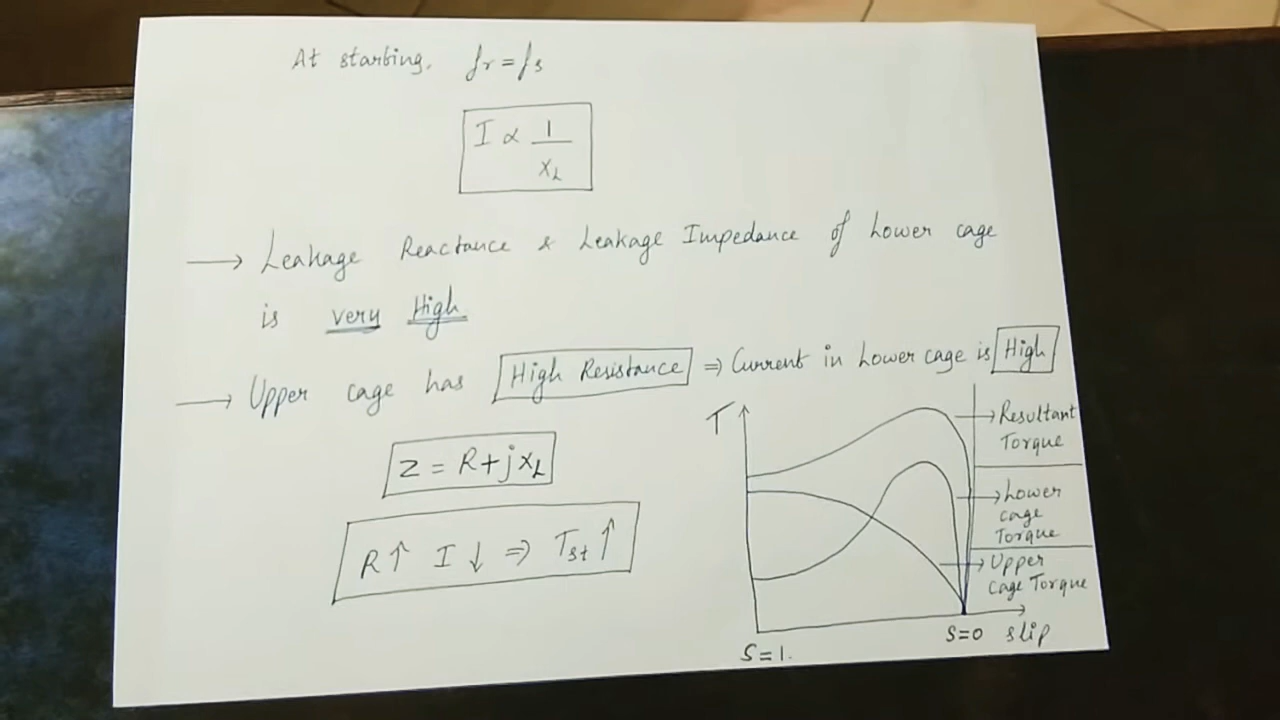 At starting, fr = fs
I ∝ 1/XL
→ Leakage Reactance & Leakage Impedance of Lower cage
is very High
→ Upper cage has High Resistance ⇒ Current in Lower cage is High
Z = R + jXL
R↑ I↓ ⇒ Tst↑
T
Resultant
Torque
Lower
cage
Torque
Upper
cage Torque
S=0 slip
S=1.